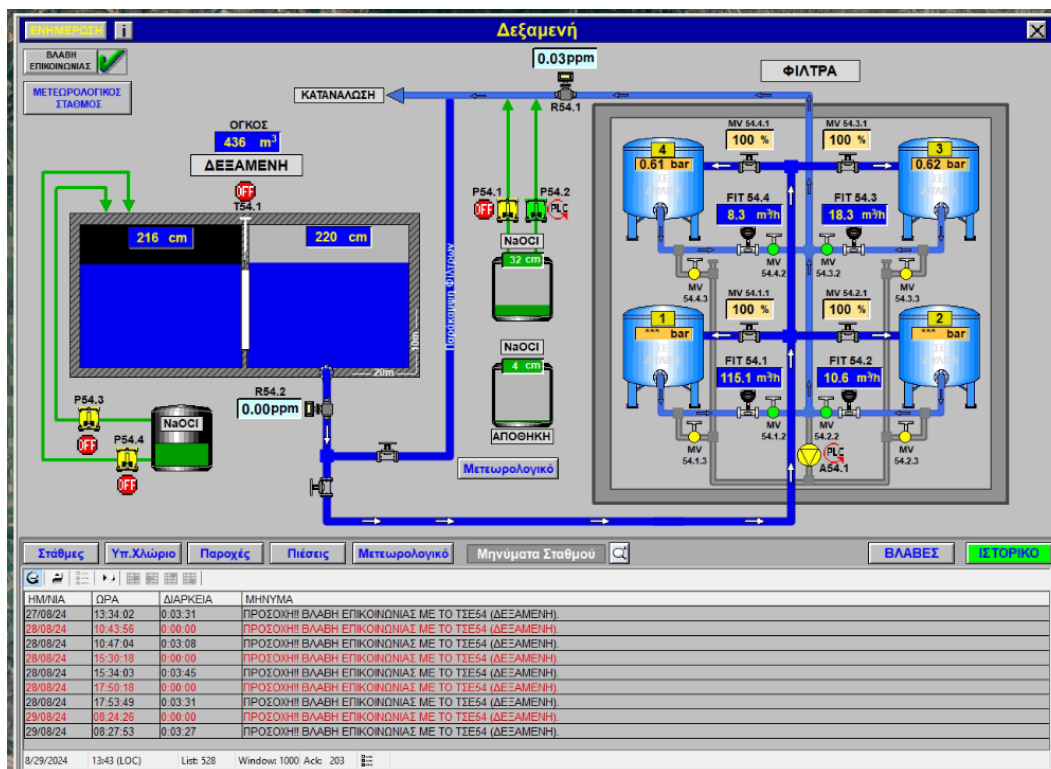 ΕΝΗΜΕΡΩΣΗ
i
Δεξαμενή
ΒΛΑΒΗ
ΕΠΙΚΟΙΝΩΝΙΑΣ
ΜΕΤΕΩΡΟΛΟΓΙΚΟΣ
ΣΤΑΘΜΟΣ
0.03ppm
R54.1
ΚΑΤΑΝΑΛΩΣΗ
ΦΙΛΤΡΑ
ΟΓΚΟΣ
436 m³
ΔΕΞΑΜΕΝΗ
OFF
T54.1
216 cm
220 cm
10m
20m
P54.1
OFF
P54.2
PLC
NaOCl
32 cm
NaOCl
4 cm
ΑΠΟΘΗΚΗ
Παράκαμψη Φίλτρων
R54.2
0.00ppm
P54.3
OFF
P54.4
OFF
NaOCl
Μετεωρολογικό
MV 54.4.1
100 %
MV 54.3.1
100 %
4
0.61 bar
3
0.62 bar
FIT 54.4
8.3 m³/h
FIT 54.3
18.3 m³/h
MV
54.4.2
MV
54.3.2
MV
54.4.3
MV
54.3.3
MV 54.1.1
100 %
MV 54.2.1
100 %
1
*** bar
2
*** bar
FIT 54.1
115.1 m³/h
FIT 54.2
10.6 m³/h
MV
54.1.2
MV
54.2.2
MV
54.1.3
MV
54.2.3
PLC
A54.1
Στάθμες
Υπ.Χλώριο
Παροχές
Πιέσεις
Μετεωρολογικό
Μηνύματα Σταθμού
ΒΛΑΒΕΣ
ΙΣΤΟΡΙΚΟ
ΗΜ/ΝΙΑ ΩΡΑ ΔΙΑΡΚΕΙΑ ΜΗΝΥΜΑ
27/08/24 13:34:02 0:03:31 ΠΡΟΣΟΧΗ!! ΒΛΑΒΗ ΕΠΙΚΟΙΝΩΝΙΑΣ ΜΕ ΤΟ ΤΣΕ54 (ΔΕΞΑΜΕΝΗ).
28/08/24 10:43:56 0:00:00 ΠΡΟΣΟΧΗ!! ΒΛΑΒΗ ΕΠΙΚΟΙΝΩΝΙΑΣ ΜΕ ΤΟ ΤΣΕ54 (ΔΕΞΑΜΕΝΗ).
28/08/24 10:47:04 0:03:08 ΠΡΟΣΟΧΗ!! ΒΛΑΒΗ ΕΠΙΚΟΙΝΩΝΙΑΣ ΜΕ ΤΟ ΤΣΕ54 (ΔΕΞΑΜΕΝΗ).
28/08/24 15:30:18 0:00:00 ΠΡΟΣΟΧΗ!! ΒΛΑΒΗ ΕΠΙΚΟΙΝΩΝΙΑΣ ΜΕ ΤΟ ΤΣΕ54 (ΔΕΞΑΜΕΝΗ).
28/08/24 15:34:03 0:03:45 ΠΡΟΣΟΧΗ!! ΒΛΑΒΗ ΕΠΙΚΟΙΝΩΝΙΑΣ ΜΕ ΤΟ ΤΣΕ54 (ΔΕΞΑΜΕΝΗ).
28/08/24 17:50:18 0:00:00 ΠΡΟΣΟΧΗ!! ΒΛΑΒΗ ΕΠΙΚΟΙΝΩΝΙΑΣ ΜΕ ΤΟ ΤΣΕ54 (ΔΕΞΑΜΕΝΗ).
28/08/24 17:53:49 0:03:31 ΠΡΟΣΟΧΗ!! ΒΛΑΒΗ ΕΠΙΚΟΙΝΩΝΙΑΣ ΜΕ ΤΟ ΤΣΕ54 (ΔΕΞΑΜΕΝΗ).
29/08/24 08:24:26 0:00:00 ΠΡΟΣΟΧΗ!! ΒΛΑΒΗ ΕΠΙΚΟΙΝΩΝΙΑΣ ΜΕ ΤΟ ΤΣΕ54 (ΔΕΞΑΜΕΝΗ).
29/08/24 08:27:53 0:03:27 ΠΡΟΣΟΧΗ!! ΒΛΑΒΗ ΕΠΙΚΟΙΝΩΝΙΑΣ ΜΕ ΤΟ ΤΣΕ54 (ΔΕΞΑΜΕΝΗ).
8/29/2024 13:43 (LOC) List: 528 Window: 1000 Ack: 203